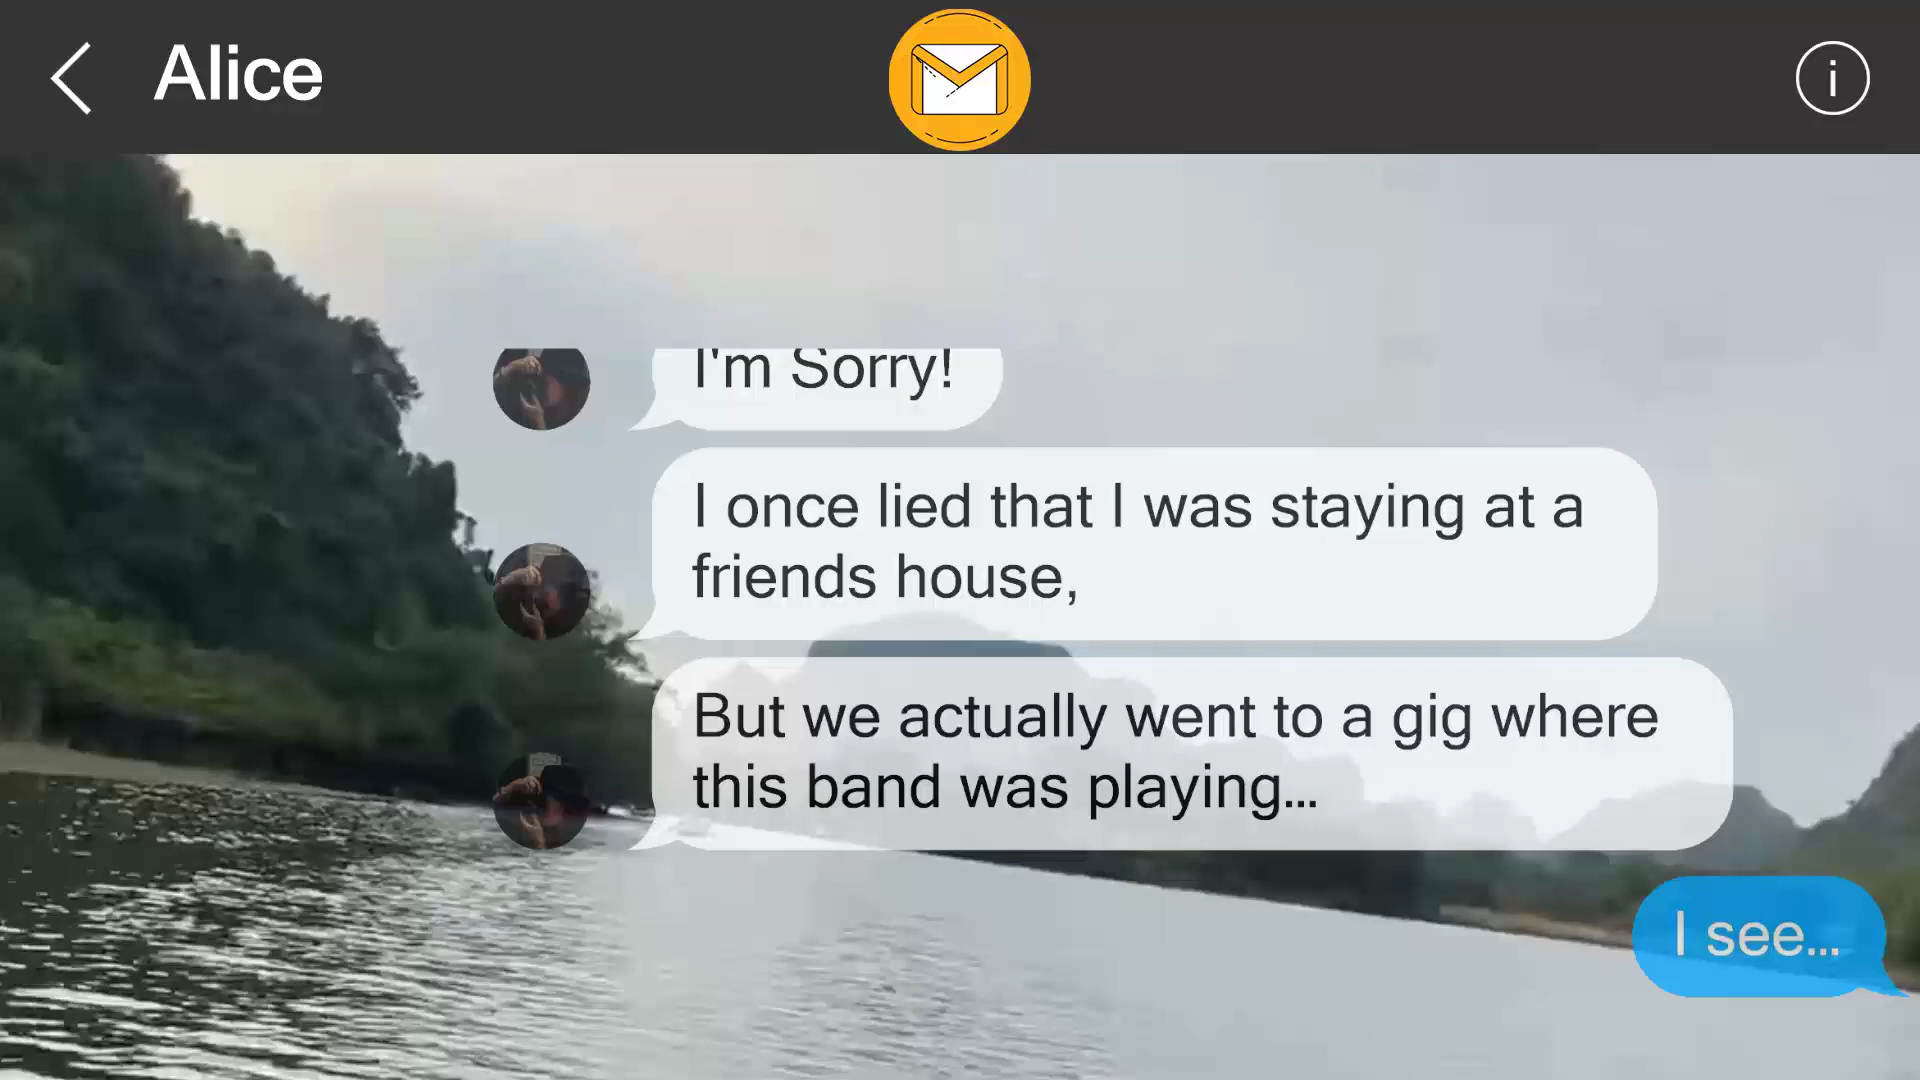 Alice
I'm Sorry!
I once lied that I was staying at a
friends house,
But we actually went to a gig where
this band was playing...
I see...